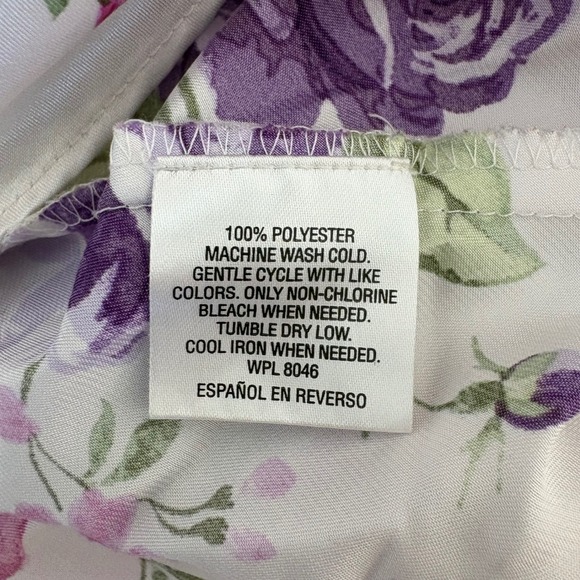 100% POLYESTER
MACHINE WASH COLD.
GENTLE CYCLE WITH LIKE
COLORS. ONLY NON-CHLORINE
BLEACH WHEN NEEDED.
TUMBLE DRY LOW.
COOL IRON WHEN NEEDED.
WPL 8046
ESPAÑOL EN REVERSO